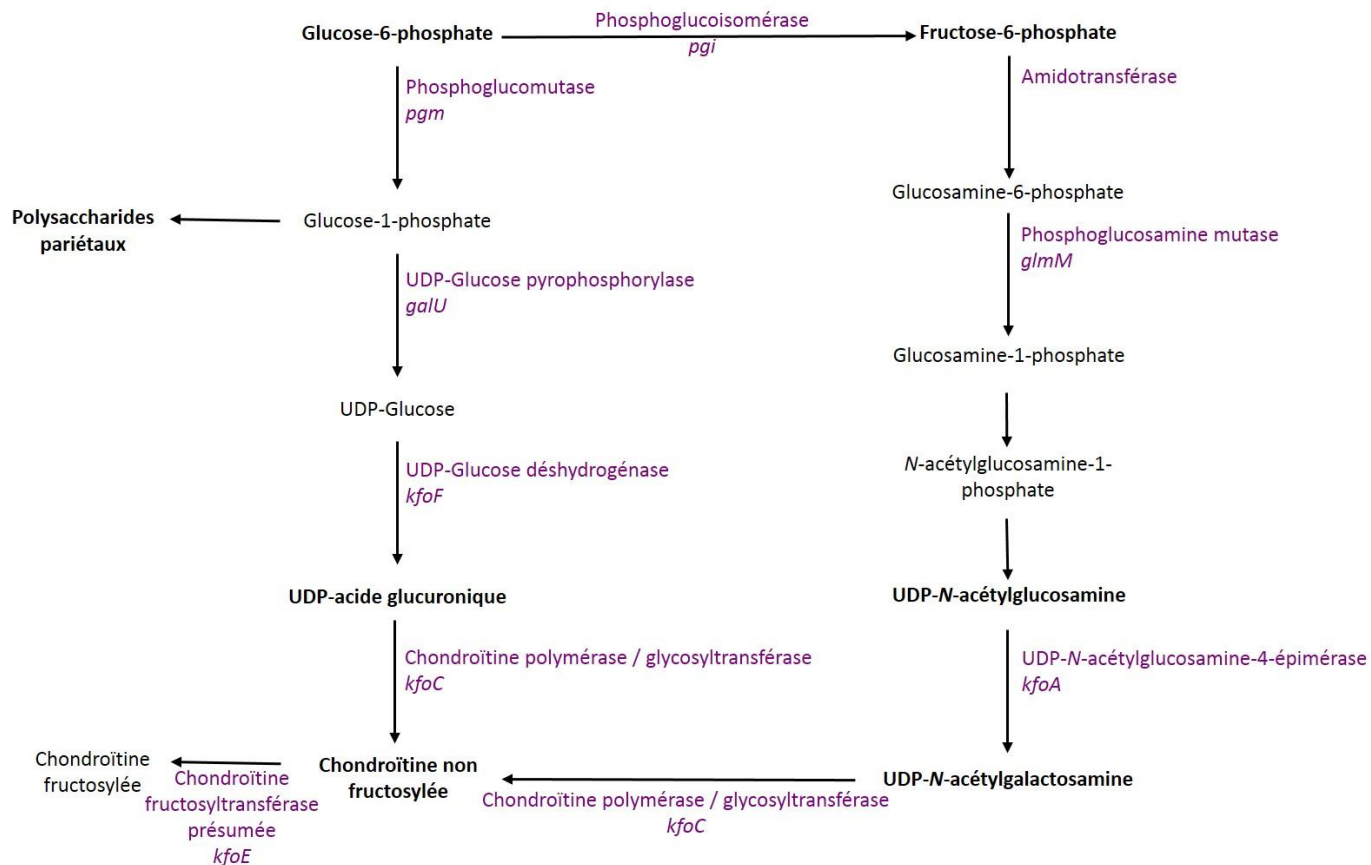 Phosphoglucoisomérase
Glucose-6-phosphate
Fructose-6-phosphate
pgi
Phosphoglucomutase
pgm
Amidotransférase
Polysaccharides
pariétaux
Glucose-1-phosphate
Glucosamine-6-phosphate
Phosphoglucosamine mutase
glmM
UDP-Glucose pyrophosphorylase
galU
Glucosamine-1-phosphate
UDP-Glucose
UDP-Glucose déshydrogénase
kfoF
N-acétylglucosamine-1-
phosphate
UDP-acide glucuronique
UDP-N-acétylglucosamine
Chondroïtine polymérase / glycosyltransférase
kfoC
UDP-N-acétylglucosamine-4-épimérase
kfoA
Chondroïtine
fructosylée
Chondroïtine
fructosyltransférase
présumée
kfoE
Chondroïtine non
fructosylée
UDP-N-acétylgalactosamine
Chondroïtine polymérase / glycosyltransférase
kfoC